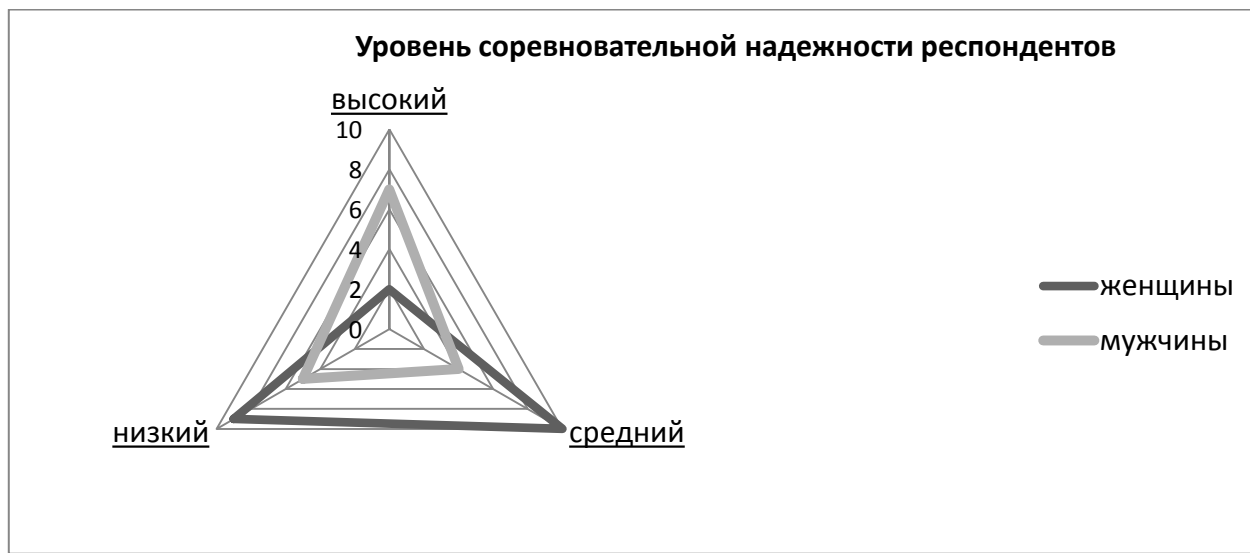 Уровень соревновательной надежности респондентов
высокий
10
8
6
4
2
0
низкий
средний
женщины
мужчины